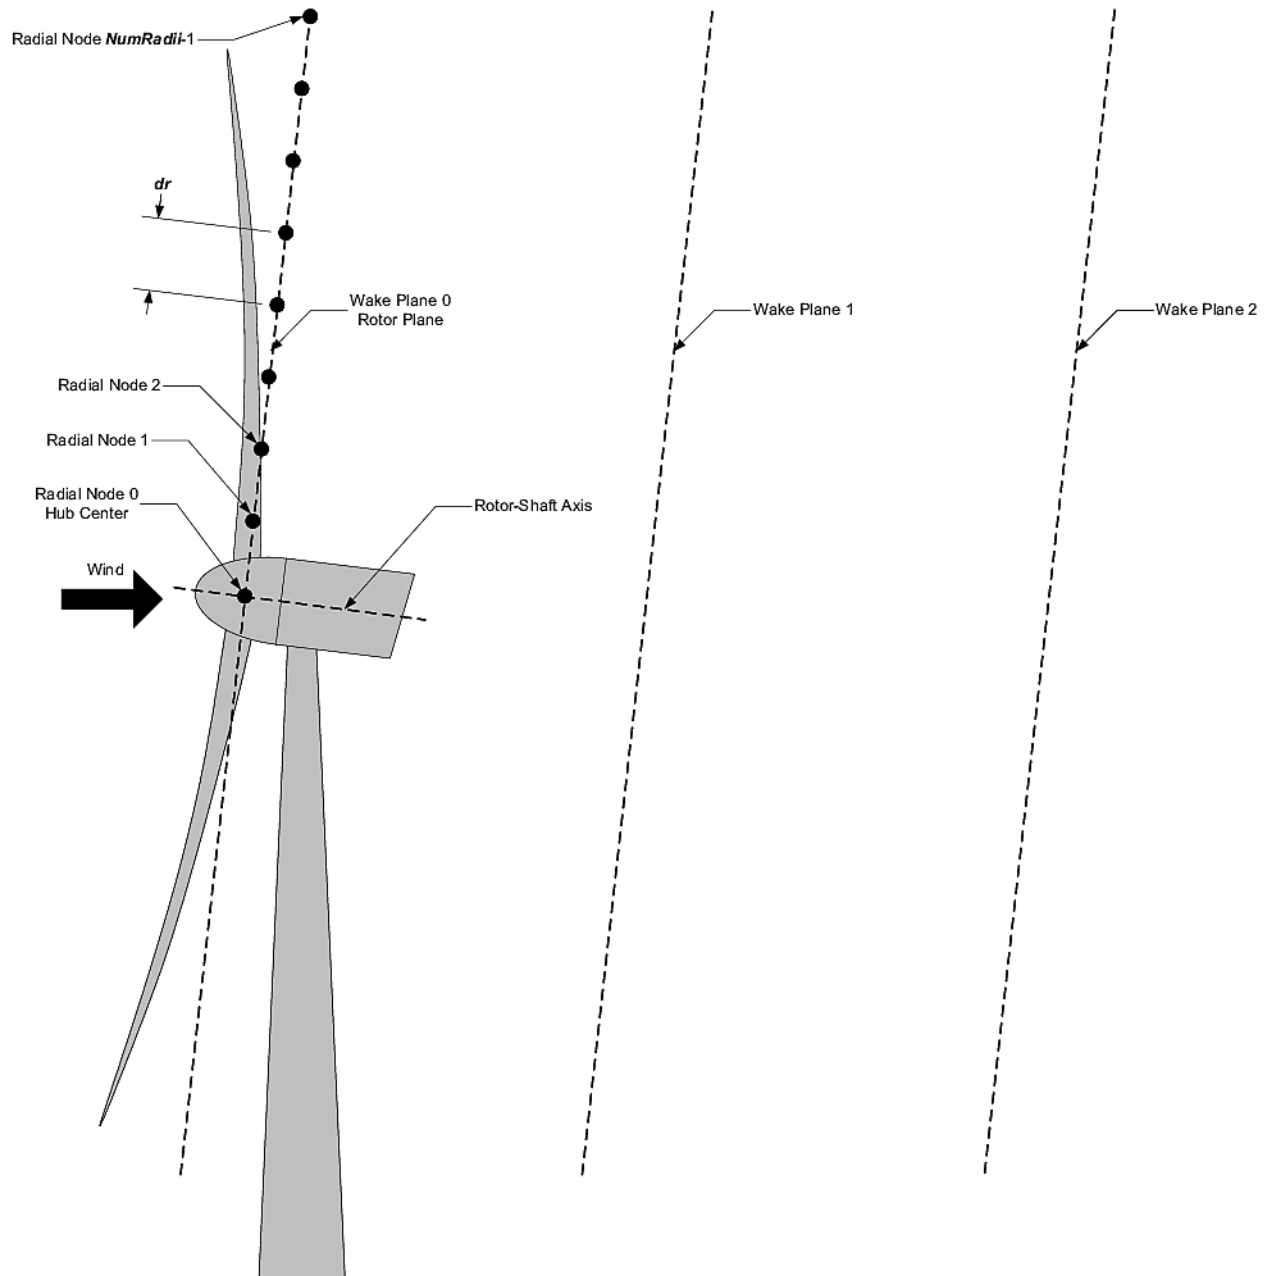 Radial Node NumRadii-1
dr
Wake Plane 0
Rotor Plane
Wake Plane 1
Wake Plane 2
Radial Node 2
Radial Node 1
Radial Node 0
Hub Center
Rotor-Shaft Axis
Wind